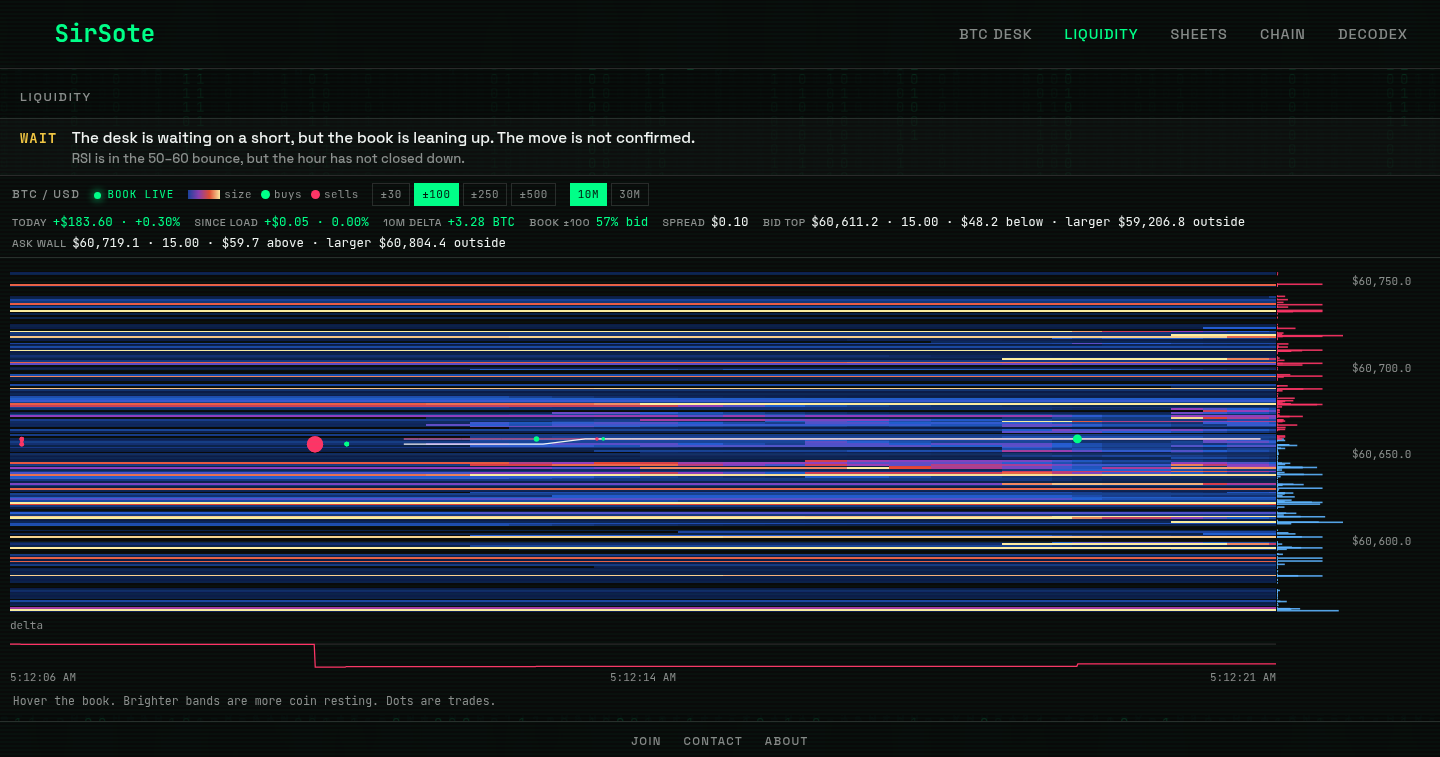 SirSote
BTC DESK LIQUIDITY SHEETS CHAIN DECODEX
LIQUIDITY
WAIT The desk is waiting on a short, but the book is leaning up. The move is not confirmed.
RSI is in the 50–60 bounce, but the hour has not closed down.
BTC / USD BOOK LIVE size buys sells ±30 ±100 ±250 ±500 10M 30M
TODAY +$183.60 · +0.30% SINCE LOAD +$0.05 · 0.00% 10M DELTA +3.28 BTC BOOK ±100 57% bid SPREAD $0.10 BID TOP $60,611.2 · 15.00 · $48.2 below · larger $59,206.8 outside
ASK WALL $60,719.1 · 15.00 · $59.7 above · larger $60,804.4 outside
$60,750.0
$60,700.0
$60,650.0
$60,600.0
delta
5:12:06 AM 5:12:14 AM 5:12:21 AM
Hover the book. Brighter bands are more coin resting. Dots are trades.
JOIN CONTACT ABOUT